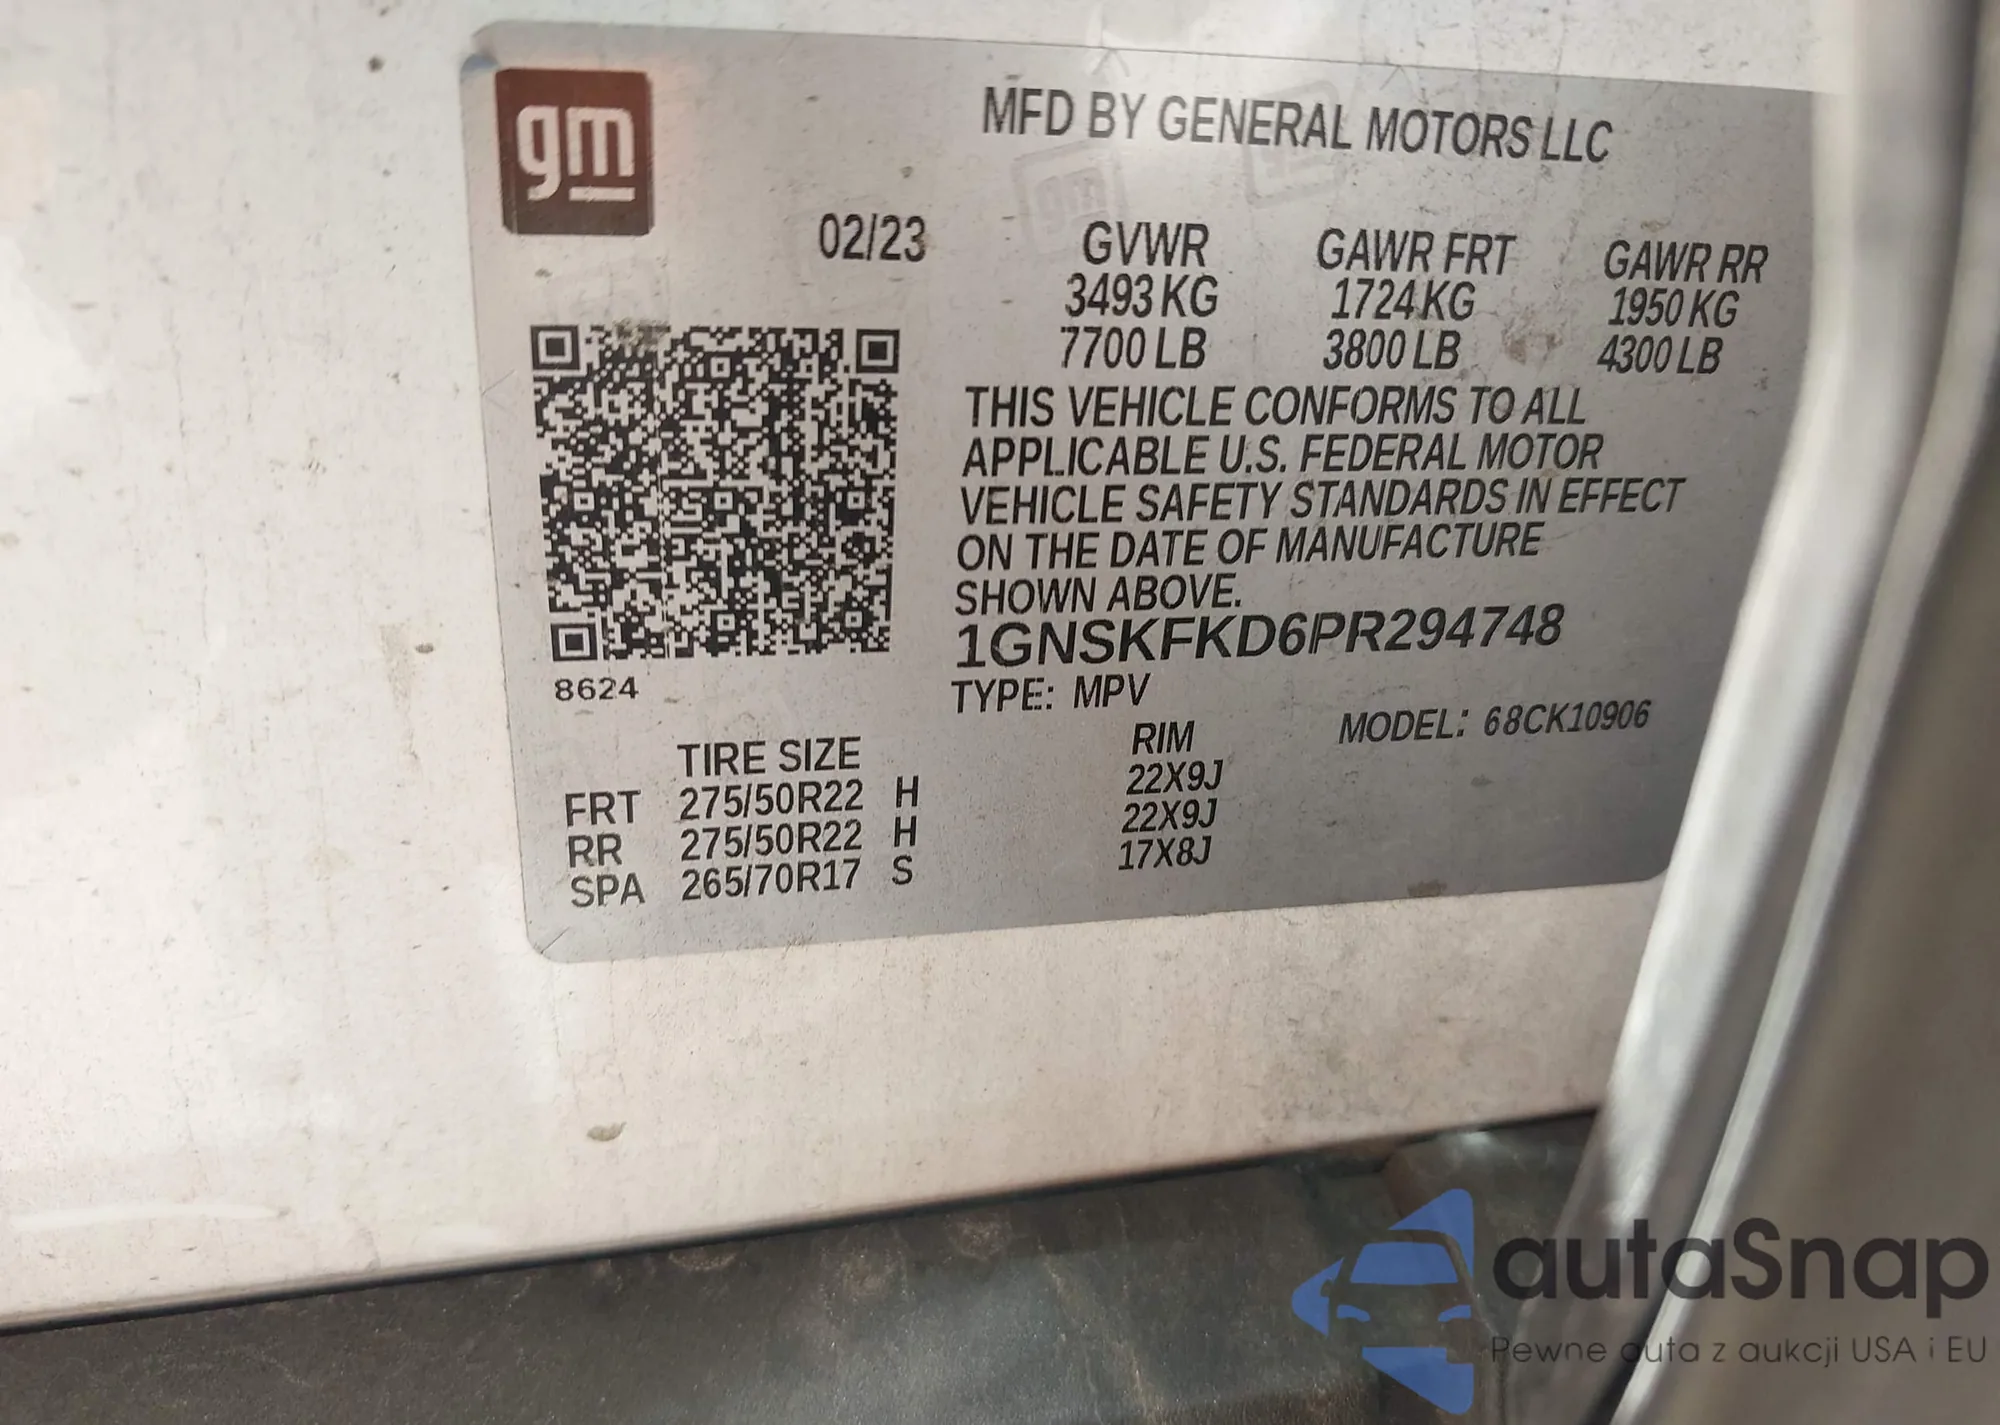 gm
MFD BY GENERAL MOTORS LLC
02/23
GVWR GAWR FRT GAWR RR
3493 KG 1724 KG 1950 KG
7700 LB 3800 LB 4300 LB
THIS VEHICLE CONFORMS TO ALL
APPLICABLE U.S. FEDERAL MOTOR
VEHICLE SAFETY STANDARDS IN EFFECT
ON THE DATE OF MANUFACTURE
SHOWN ABOVE.
1GNSKFKD6PR294748
8624
TYPE: MPV MODEL: 68CK10906
TIRE SIZE RIM
FRT 275/50R22 H 22X9J
RR 275/50R22 H 22X9J
SPA 265/70R17 S 17X8J
autaSnap
Pewne auta z aukcji USA i EU